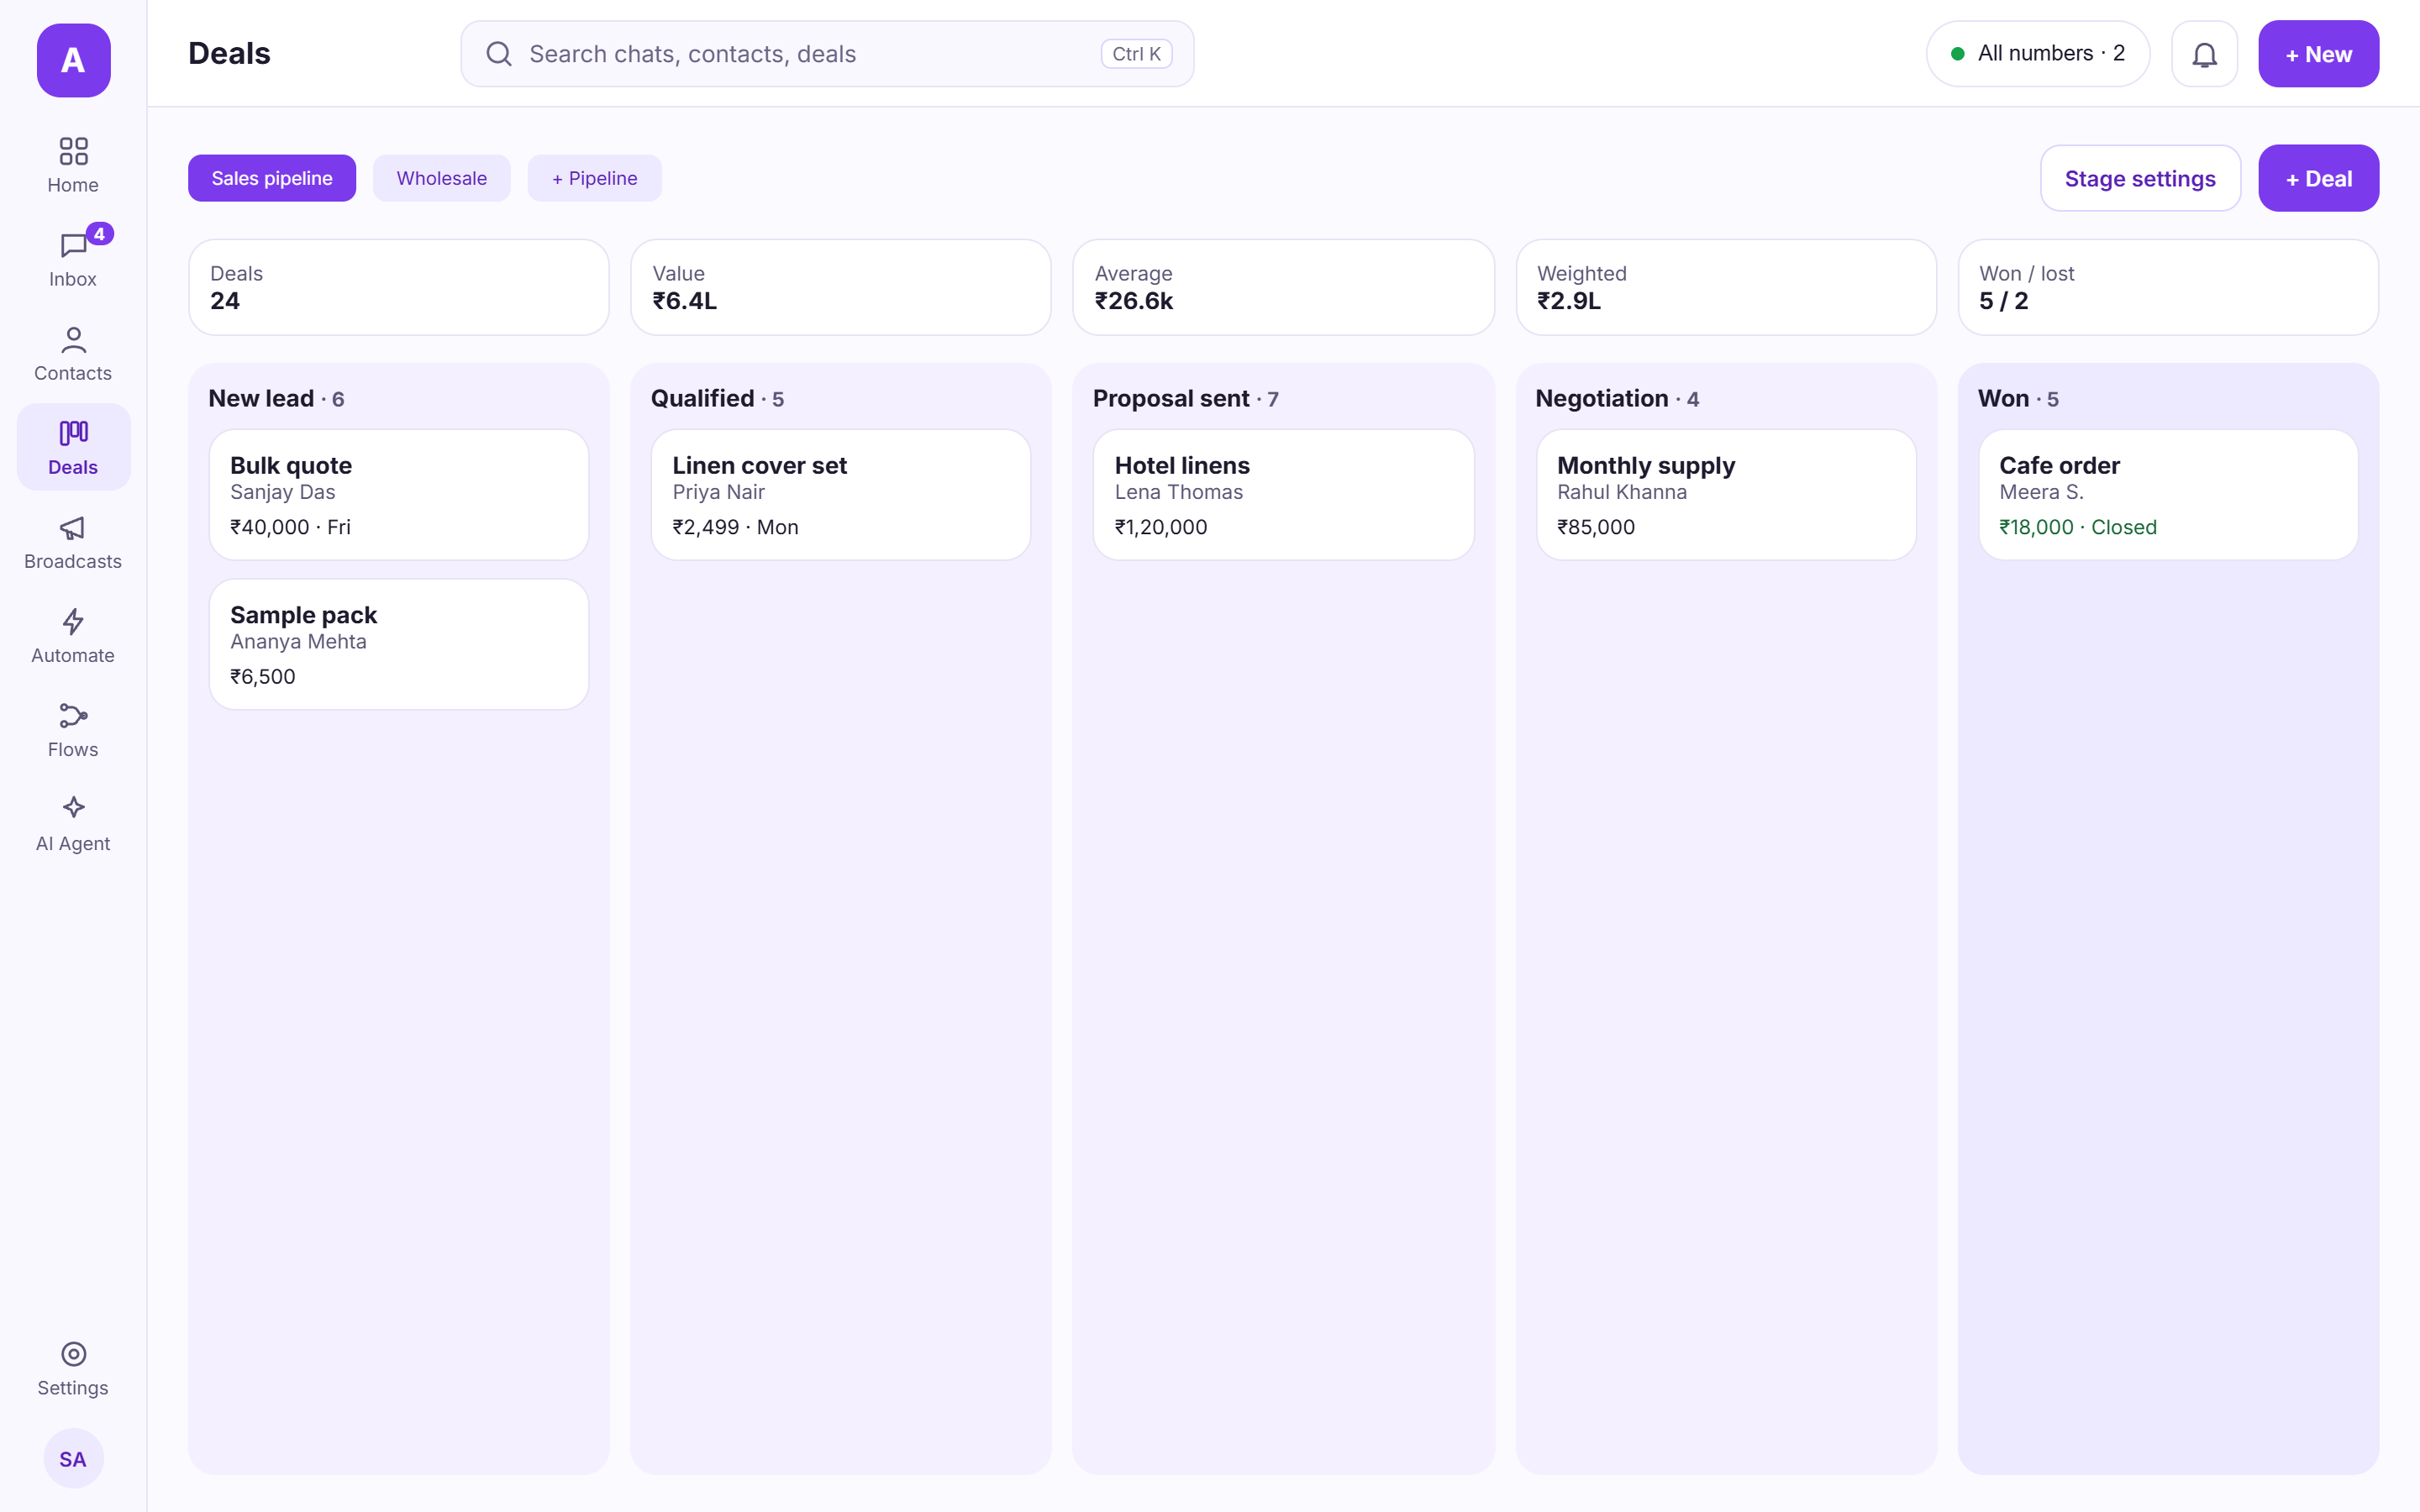 A
Home
4
Inbox
Contacts
Deals
Broadcasts
Automate
Flows
AI Agent
Settings
SA
Deals
Search chats, contacts, deals
Ctrl K
All numbers · 2
+ New
Sales pipeline
Wholesale
+ Pipeline
Stage settings
+ Deal
Deals
24
Value
₹6.4L
Average
₹26.6k
Weighted
₹2.9L
Won / lost
5 / 2
New lead · 6
Bulk quote
Sanjay Das
₹40,000 · Fri
Sample pack
Ananya Mehta
₹6,500
Qualified · 5
Linen cover set
Priya Nair
₹2,499 · Mon
Proposal sent · 7
Hotel linens
Lena Thomas
₹1,20,000
Negotiation · 4
Monthly supply
Rahul Khanna
₹85,000
Won · 5
Cafe order
Meera S.
₹18,000 · Closed